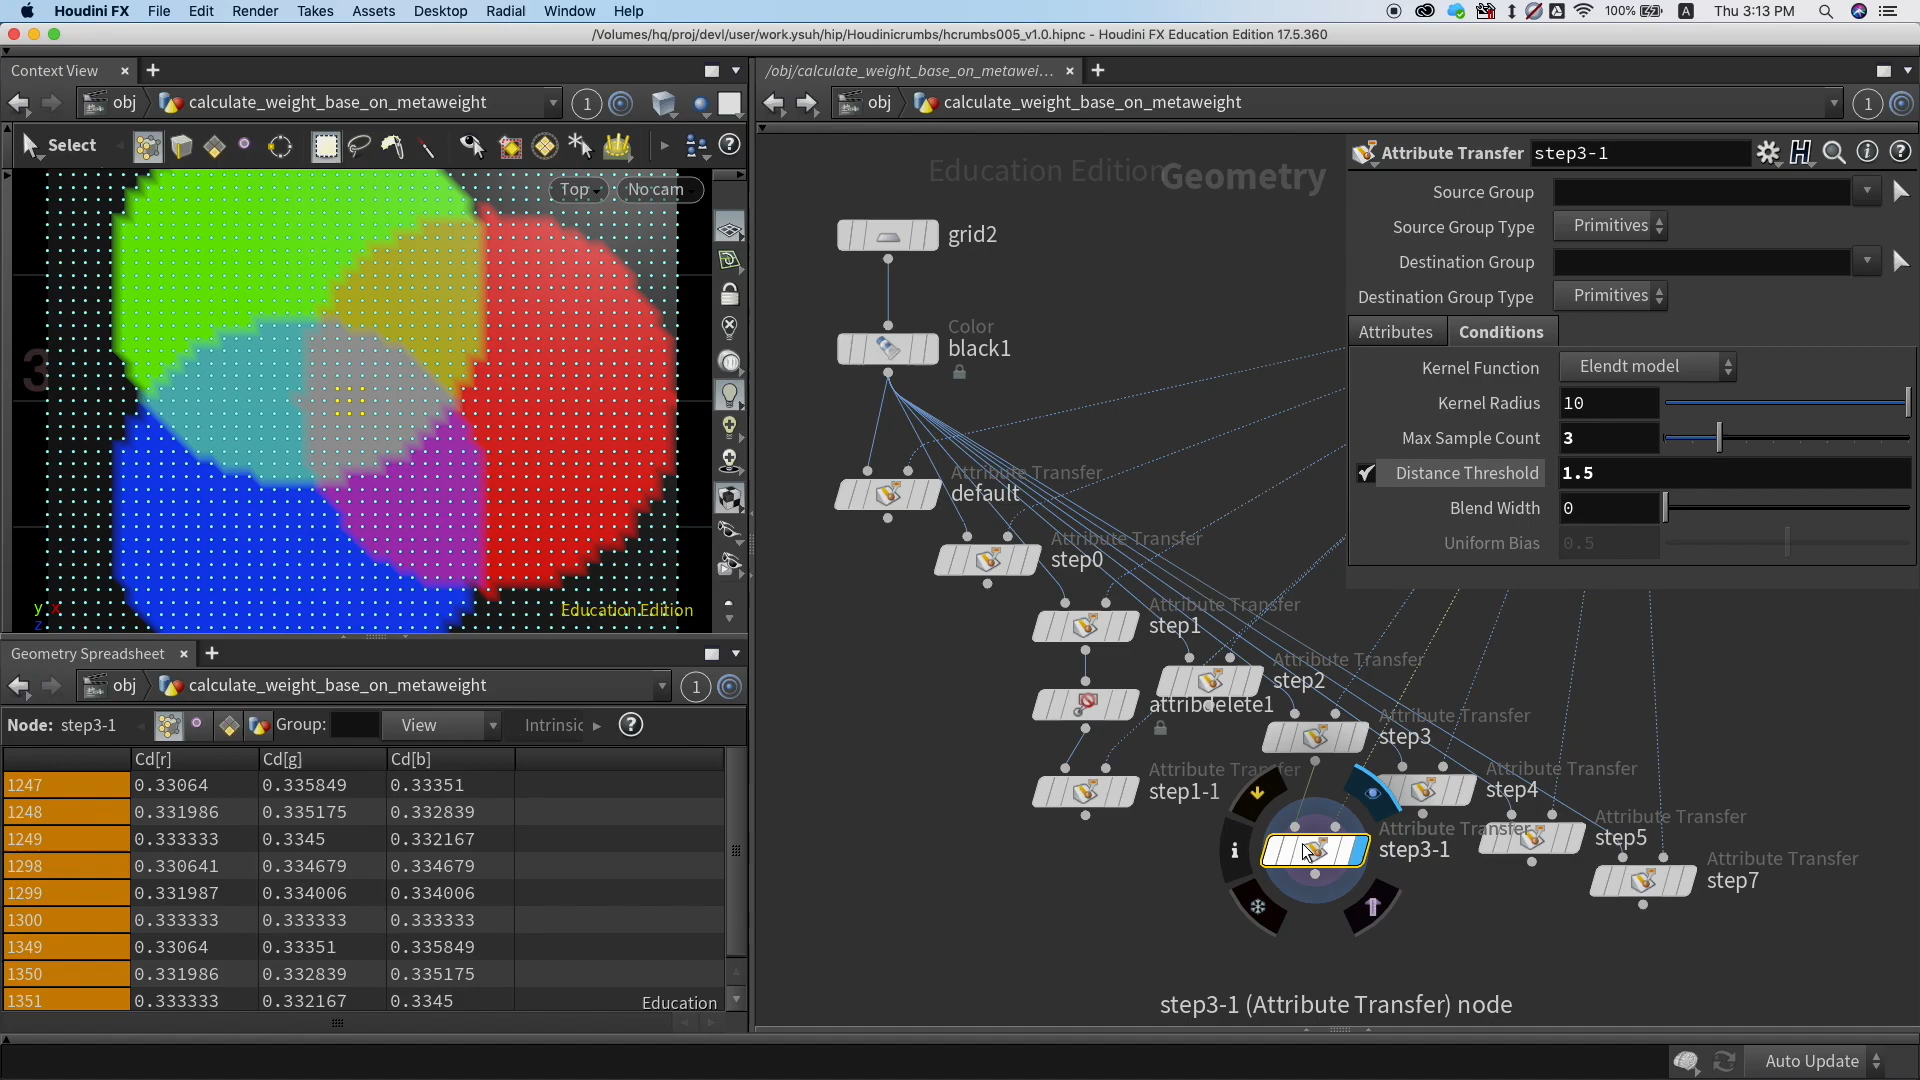 Houdini FX File Edit Render Takes Assets Desktop Radial Window Help 100% A Thu 3:13 PM
/Volumes/hq/proj/devl/user/work.ysuh/hip/Houdinicrumbs/hcrumbs005_v1.0.hipnc - Houdini FX Education Edition 17.5.360
Context View
/obj/calculate_weight_base_on_metawei...
obj calculate_weight_base_on_metaweight 1
obj calculate_weight_base_on_metaweight 1
Select
Top No cam
3
y x
z
Education Edition
Education Edition
Geometry
Attribute Transfer step3-1
Source Group
Source Group Type Primitives
Destination Group
Destination Group Type Primitives
Attributes Conditions
Kernel Function Elendt model
Kernel Radius 10
Max Sample Count 3
Distance Threshold 1.5
Blend Width 0
Uniform Bias 0.5
grid2
Color
black1
Attribute Transfer
default
Attribute Transfer
step0
Attribute Transfer
step1
Attribute Transfer
step2
attribdelete1
Attribute Transfer
step3
Attribute Transfer
step1-1
Attribute Transfer
step4
Attribute Transfer
step3-1
Attribute Transfer
step5
Attribute Transfer
step7
step3-1 (Attribute Transfer) node
Geometry Spreadsheet
obj calculate_weight_base_on_metaweight 1
Node: step3-1 Group: View Intrinsic
Cd[r] Cd[g] Cd[b]
1247 0.33064 0.335849 0.33351
1248 0.331986 0.335175 0.332839
1249 0.333333 0.3345 0.332167
1298 0.330641 0.334679 0.334679
1299 0.331987 0.334006 0.334006
1300 0.333333 0.333333 0.333333
1349 0.33064 0.33351 0.335849
1350 0.331986 0.332839 0.335175
1351 0.333333 0.332167 0.3345
Education
Auto Update